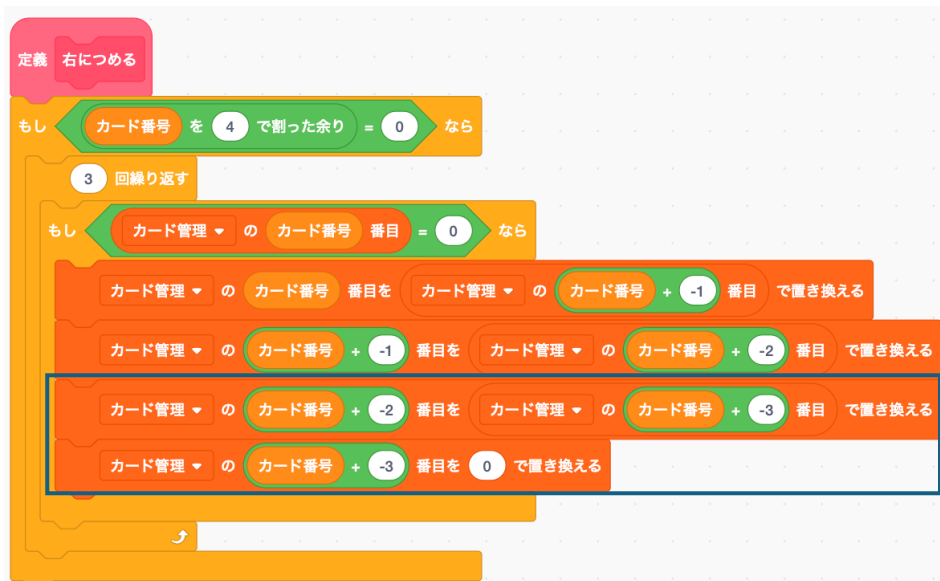 定義 右につめる
もし カード番号 を 4 で割った余り = 0 なら
3 回繰り返す
もし カード管理 の カード番号 番目 = 0 なら
カード管理 の カード番号 番目を カード管理 の カード番号 + -1 番目 で置き換える
カード管理 の カード番号 + -1 番目を カード管理 の カード番号 + -2 番目 で置き換える
カード管理 の カード番号 + -2 番目を カード管理 の カード番号 + -3 番目 で置き換える
カード管理 の カード番号 + -3 番目を 0 で置き換える